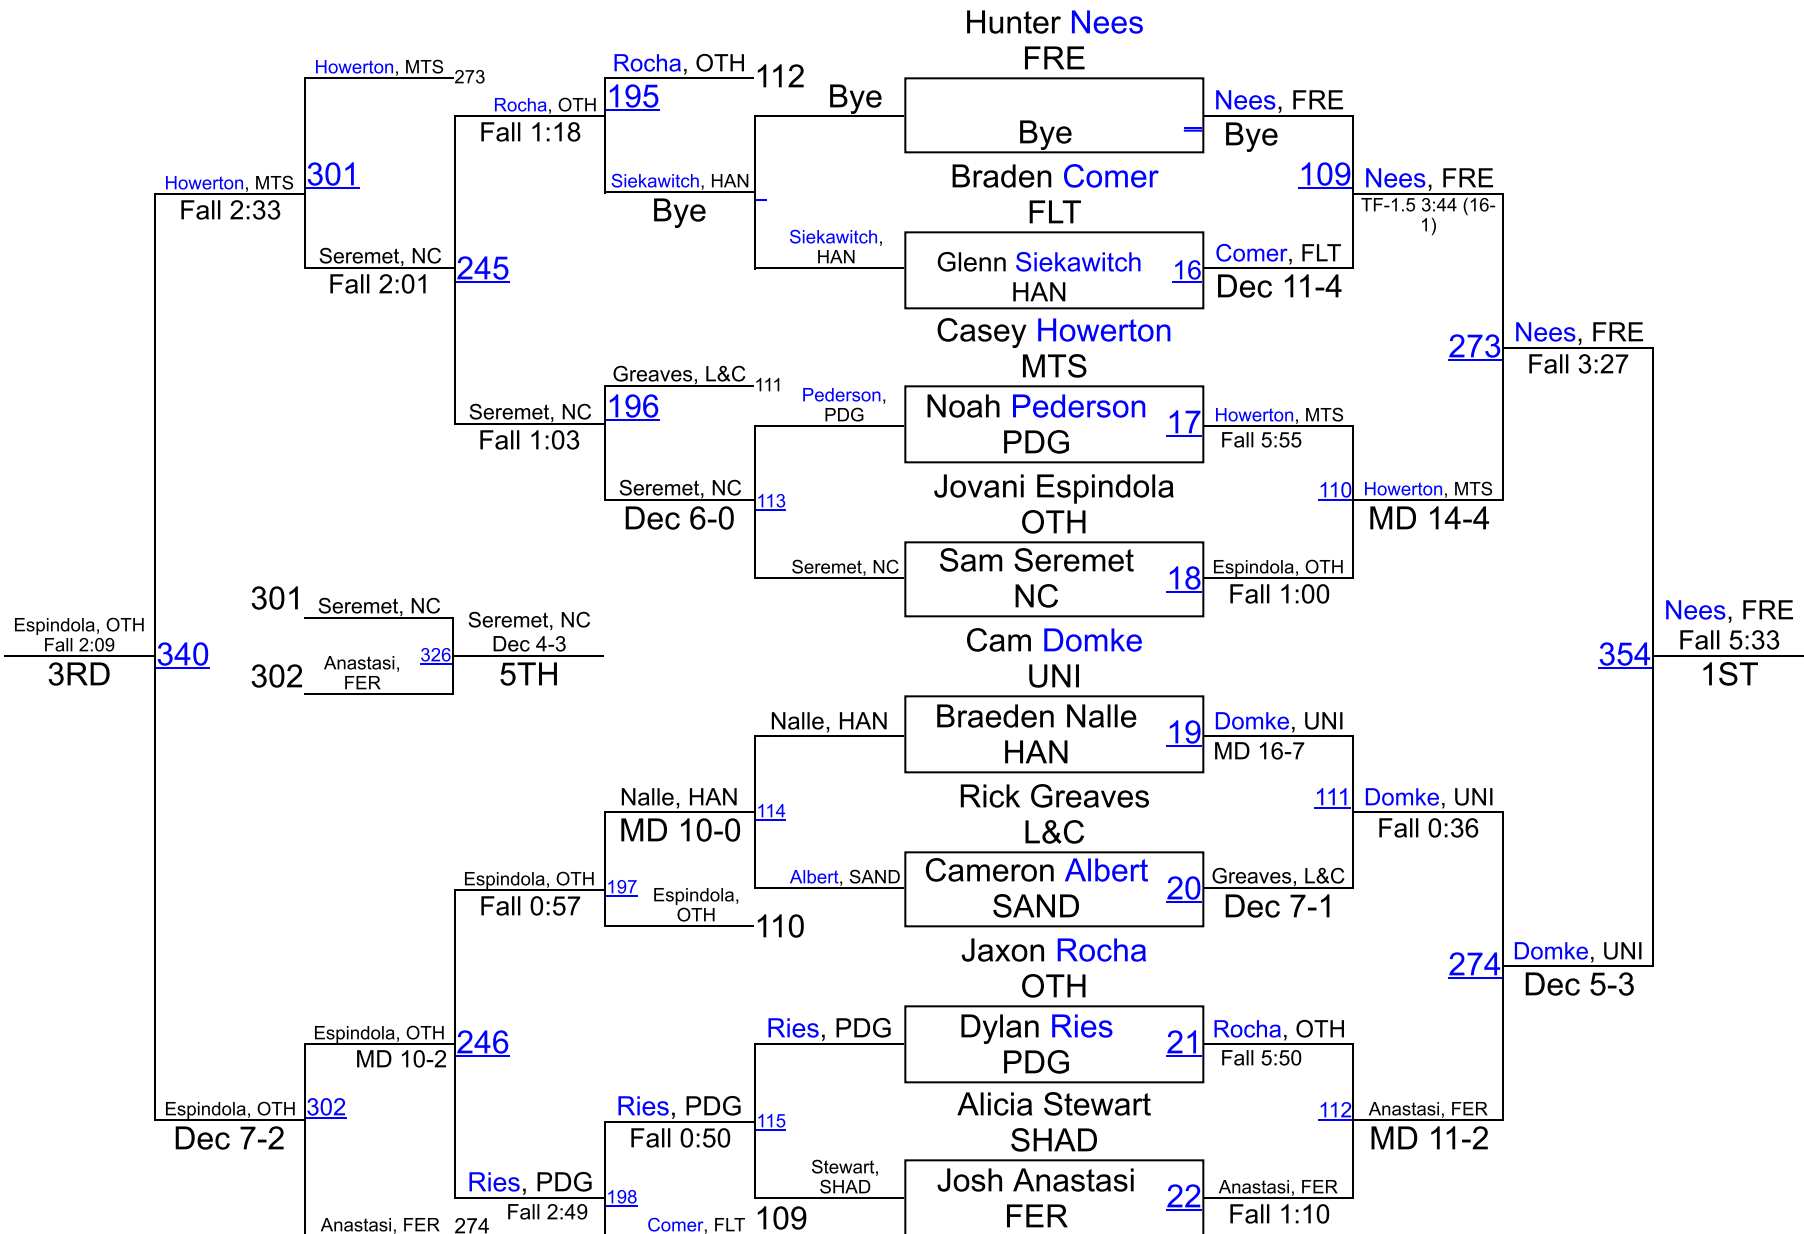 Hunter Nees
FRE
Howerton, MTS
273
Rocha, OTH
112
195
Bye
Bye
Nees, FRE
Bye
Rocha, OTH
Fall 1:18
301
Howerton, MTS
Fall 2:33
Siekawitch, HAN
Bye
Braden Comer
FLT
109
Nees, FRE
TF-1.5 3:44 (16-
1)
Seremet, NC
Fall 2:01
245
Siekawitch,
HAN
Glenn Siekawitch
HAN
16
Comer, FLT
Dec 11-4
Casey Howerton
MTS
273
Nees, FRE
Fall 3:27
Greaves, L&C
111
196
Seremet, NC
Fall 1:03
Pederson,
PDG
Noah Pederson
PDG
17
Howerton, MTS
Fall 5:55
Seremet, NC
Dec 6-0
113
Jovani Espindola
OTH
110
Howerton, MTS
MD 14-4
Seremet, NC
Sam Seremet
NC
18
Espindola, OTH
Fall 1:00
301
Seremet, NC
302
Anastasi,
FER
326
Seremet, NC
Dec 4-3
5TH
Espindola, OTH
Fall 2:09
3RD
340
Cam Domke
UNI
354
Nees, FRE
Fall 5:33
1ST
Nalle, HAN
Braeden Nalle
HAN
19
Domke, UNI
MD 16-7
Nalle, HAN
MD 10-0
114
Rick Greaves
L&C
111
Domke, UNI
Fall 0:36
Espindola, OTH
Fall 0:57
197
Albert, SAND
Cameron Albert
SAND
20
Greaves, L&C
Dec 7-1
Espindola,
OTH
110
Jaxon Rocha
OTH
274
Domke, UNI
Dec 5-3
Espindola, OTH
MD 10-2
246
Ries, PDG
Dylan Ries
PDG
21
Rocha, OTH
Fall 5:50
Espindola, OTH
Dec 7-2
302
Ries, PDG
Fall 0:50
115
Alicia Stewart
SHAD
112
Anastasi, FER
MD 11-2
Ries, PDG
Fall 2:49
198
Stewart,
SHAD
Josh Anastasi
FER
22
Anastasi, FER
Fall 1:10
Anastasi, FER
274
Comer, FLT
109